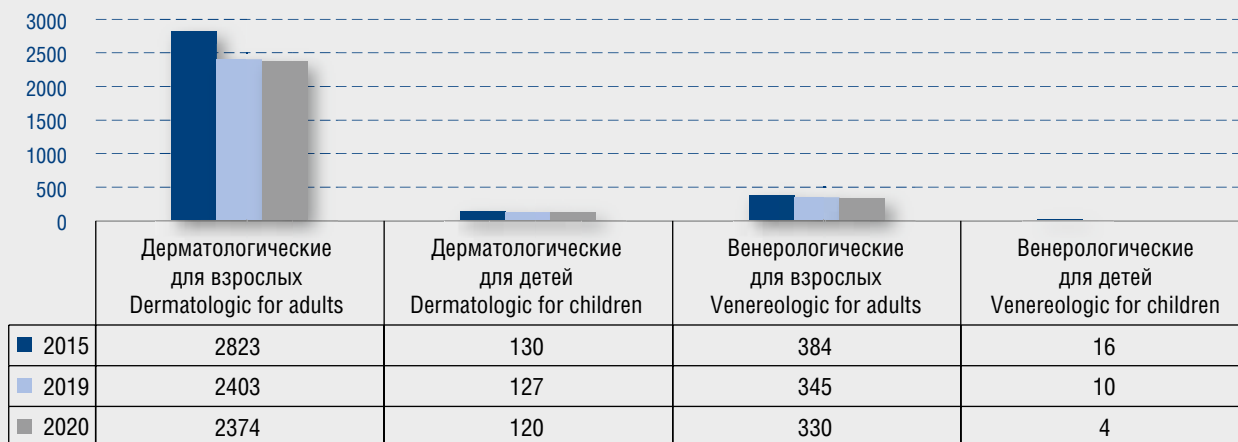 3000
2500
2000
1500
1000
500
0
Дерматологические
для взрослых
Dermatologic for adults
Дерматологические
для детей
Dermatologic for children
Венерологические
для взрослых
Venereologic for adults
Венерологические
для детей
Venereologic for children
2015 2823 130 384 16
2019 2403 127 345 10
2020 2374 120 330 4